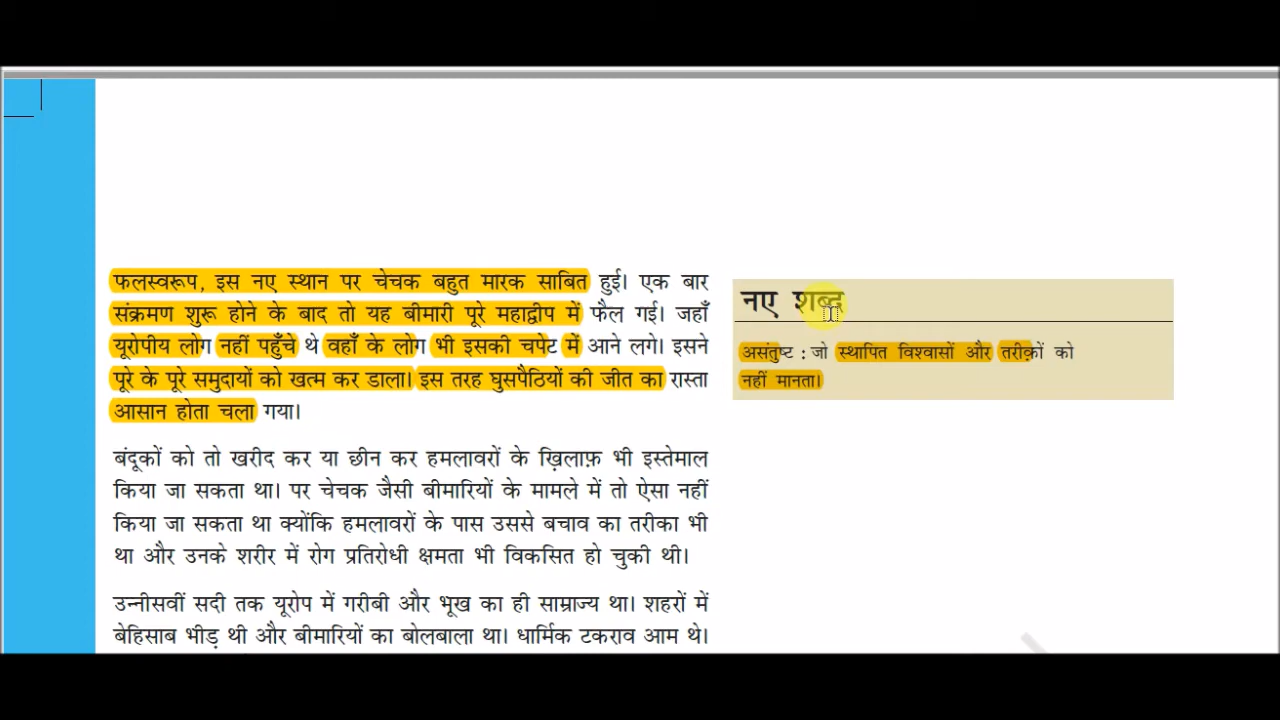 फलस्वरूप, इस नए स्थान पर चेचक बहुत मारक साबित हुई। एक बार
संक्रमण शुरू होने के बाद तो यह बीमारी पूरे महाद्वीप में फैल गई। जहाँ
यूरोपीय लोग नहीं पहुँचे थे वहाँ के लोग भी इसकी चपेट में आने लगे। इसने
पूरे के पूरे समुदायों को खत्म कर डाला। इस तरह घुसपैठियों की जीत का रास्ता
आसान होता चला गया।
बंदूकों को तो खरीद कर या छीन कर हमलावरों के ख़िलाफ़ भी इस्तेमाल
किया जा सकता था। पर चेचक जैसी बीमारियों के मामले में तो ऐसा नहीं
किया जा सकता था क्योंकि हमलावरों के पास उससे बचाव का तरीका भी
था और उनके शरीर में रोग प्रतिरोधी क्षमता भी विकसित हो चुकी थी।
उन्नीसवीं सदी तक यूरोप में गरीबी और भूख का ही साम्राज्य था। शहरों में
बेहिसाब भीड़ थी और बीमारियों का बोलबाला था। धार्मिक टकराव आम थे।
नए शब्द
असंतुष्ट : जो स्थापित विश्वासों और तरीक़ों को
नहीं मानता।